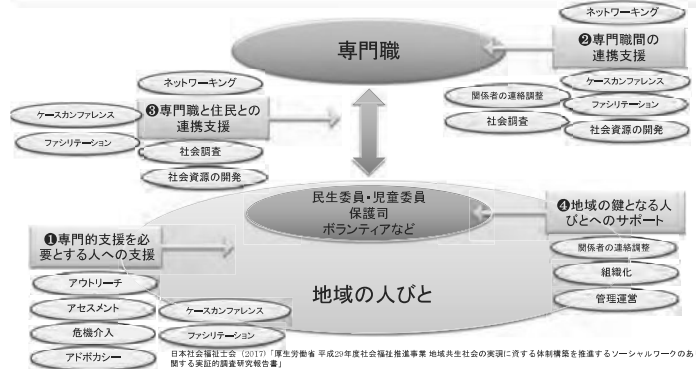 ネットワーキング
専門職
❷専門職間の
連携支援
ネットワーキング
ケースカンファレンス
関係者の連絡調整
ケースカンファレンス
❸専門職と住民との
連携支援
ファシリテーション
社会調査
ファシリテーション
社会調査
社会資源の開発
社会資源の開発
民生委員・児童委員
保護司
ボランティアなど
❹地域の鍵となる人
びとへのサポート
❶専門的支援を必
要とする人への支援
関係者の連絡調整
組織化
アウトリーチ
地域の人びと
管理運営
アセスメント
ケースカンファレンス
危機介入
ファシリテーション
アドボカシー
日本社会福祉士会（2017）「厚生労働省 平成29年度社会福祉推進事業 地域共生社会の実現に資する体制構築を推進するソーシャルワークのあ
関する実証的調査研究報告書」